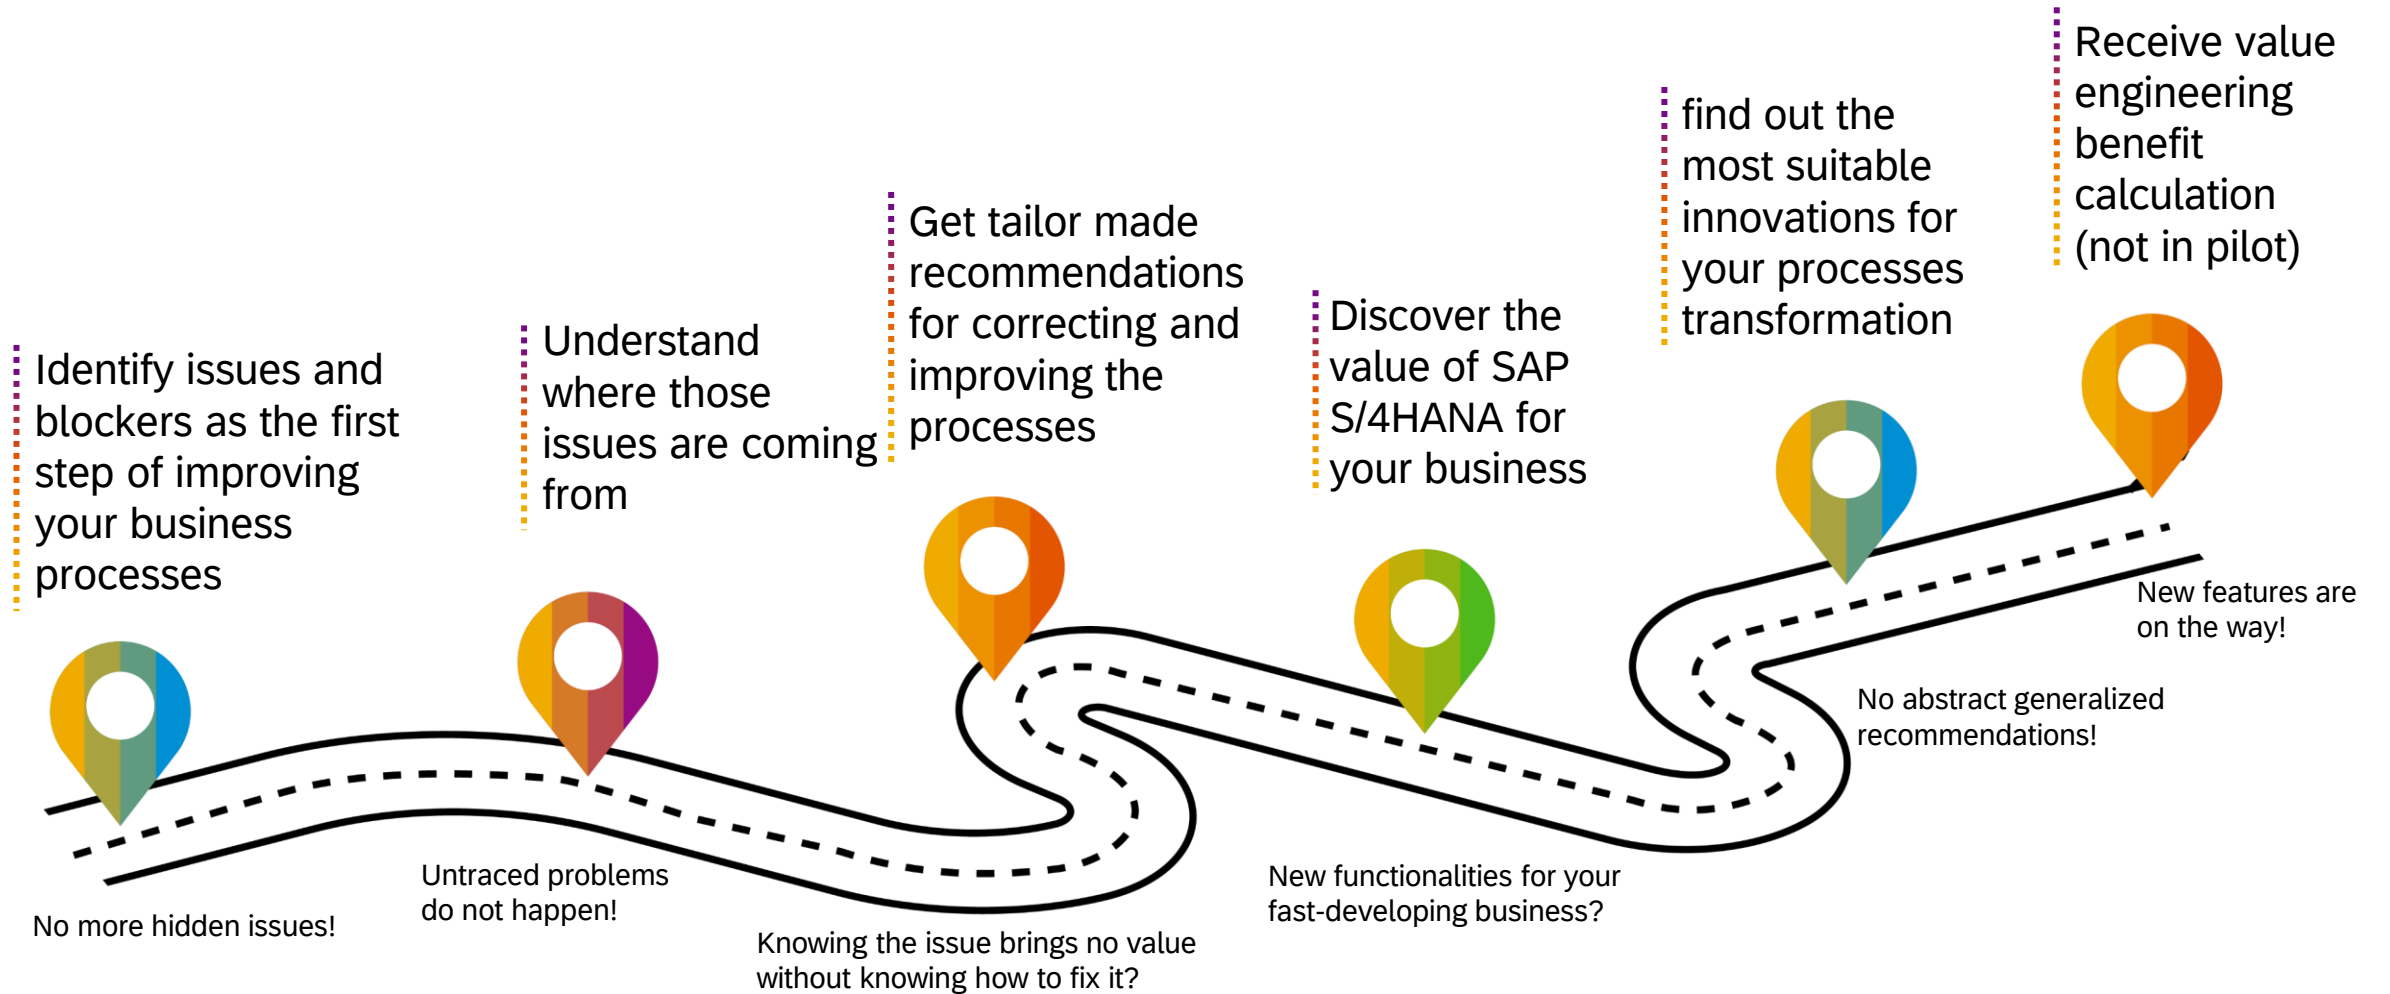 Identify issues and
blockers as the first
step of improving
your business
processes
Understand
where those
issues are coming
from
Get tailor made
recommendations
for correcting and
improving the
processes
Discover the
value of SAP
S/4HANA for
your business
find out the
most suitable
innovations for
your processes
transformation
Receive value
engineering
benefit
calculation
(not in pilot)
No more hidden issues!
Untraced problems
do not happen!
Knowing the issue brings no value
without knowing how to fix it?
New functionalities for your
fast-developing business?
No abstract generalized
recommendations!
New features are
on the way!